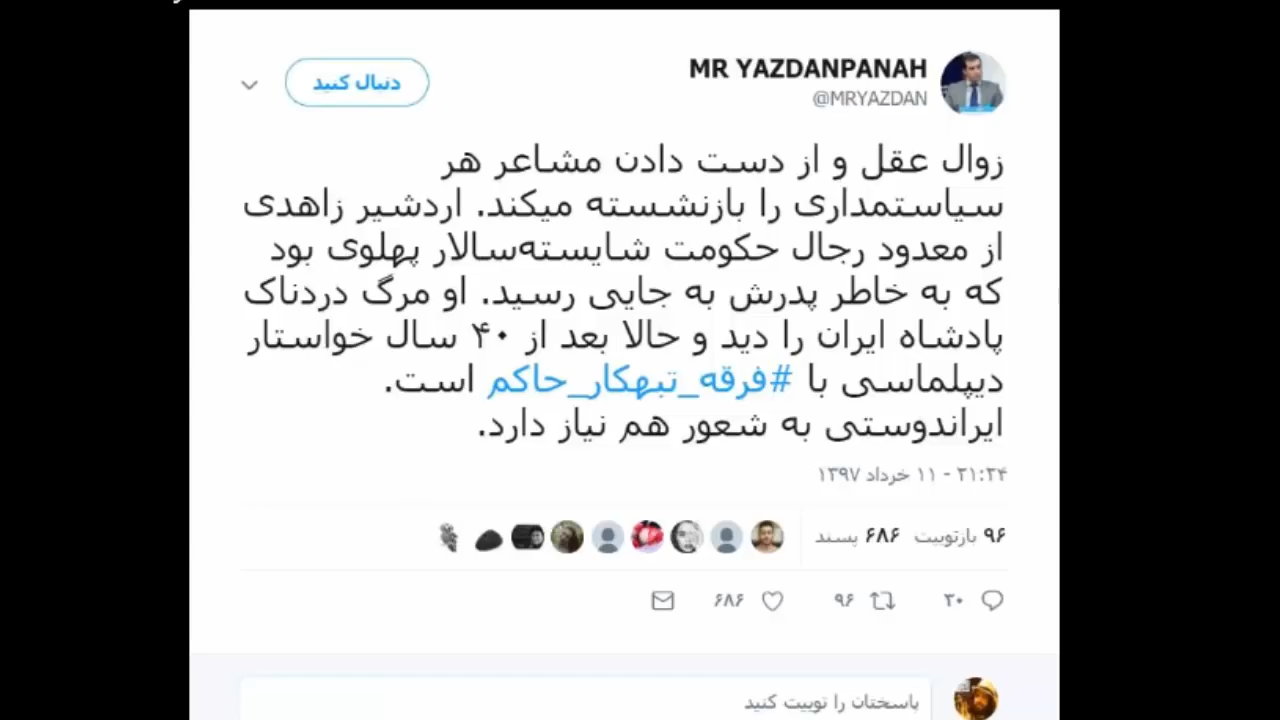 MR YAZDANPANAH
@MRYAZDAN
دنبال کنید
زوال عقل و از دست دادن مشاعر هر
سیاستمداری را بازنشسته میکند. اردشیر زاهدی
از معدود رجال حکومت شایسته‌سالار پهلوی بود
که به خاطر پدرش به جایی رسید. او مرگ دردناک
پادشاه ایران را دید و حالا بعد از ۴۰ سال خواستار
دیپلماسی با #فرقه_تبهکار_حاکم است.
ایراندوستی به شعور هم نیاز دارد.
۲۱:۲۴ - ۱۱ خرداد ۱۳۹۷
۹۶ بازتوییت ۶۸۶ پسند
۳۰ ۹۶ ۶۸۶
پاسختان را توییت کنید